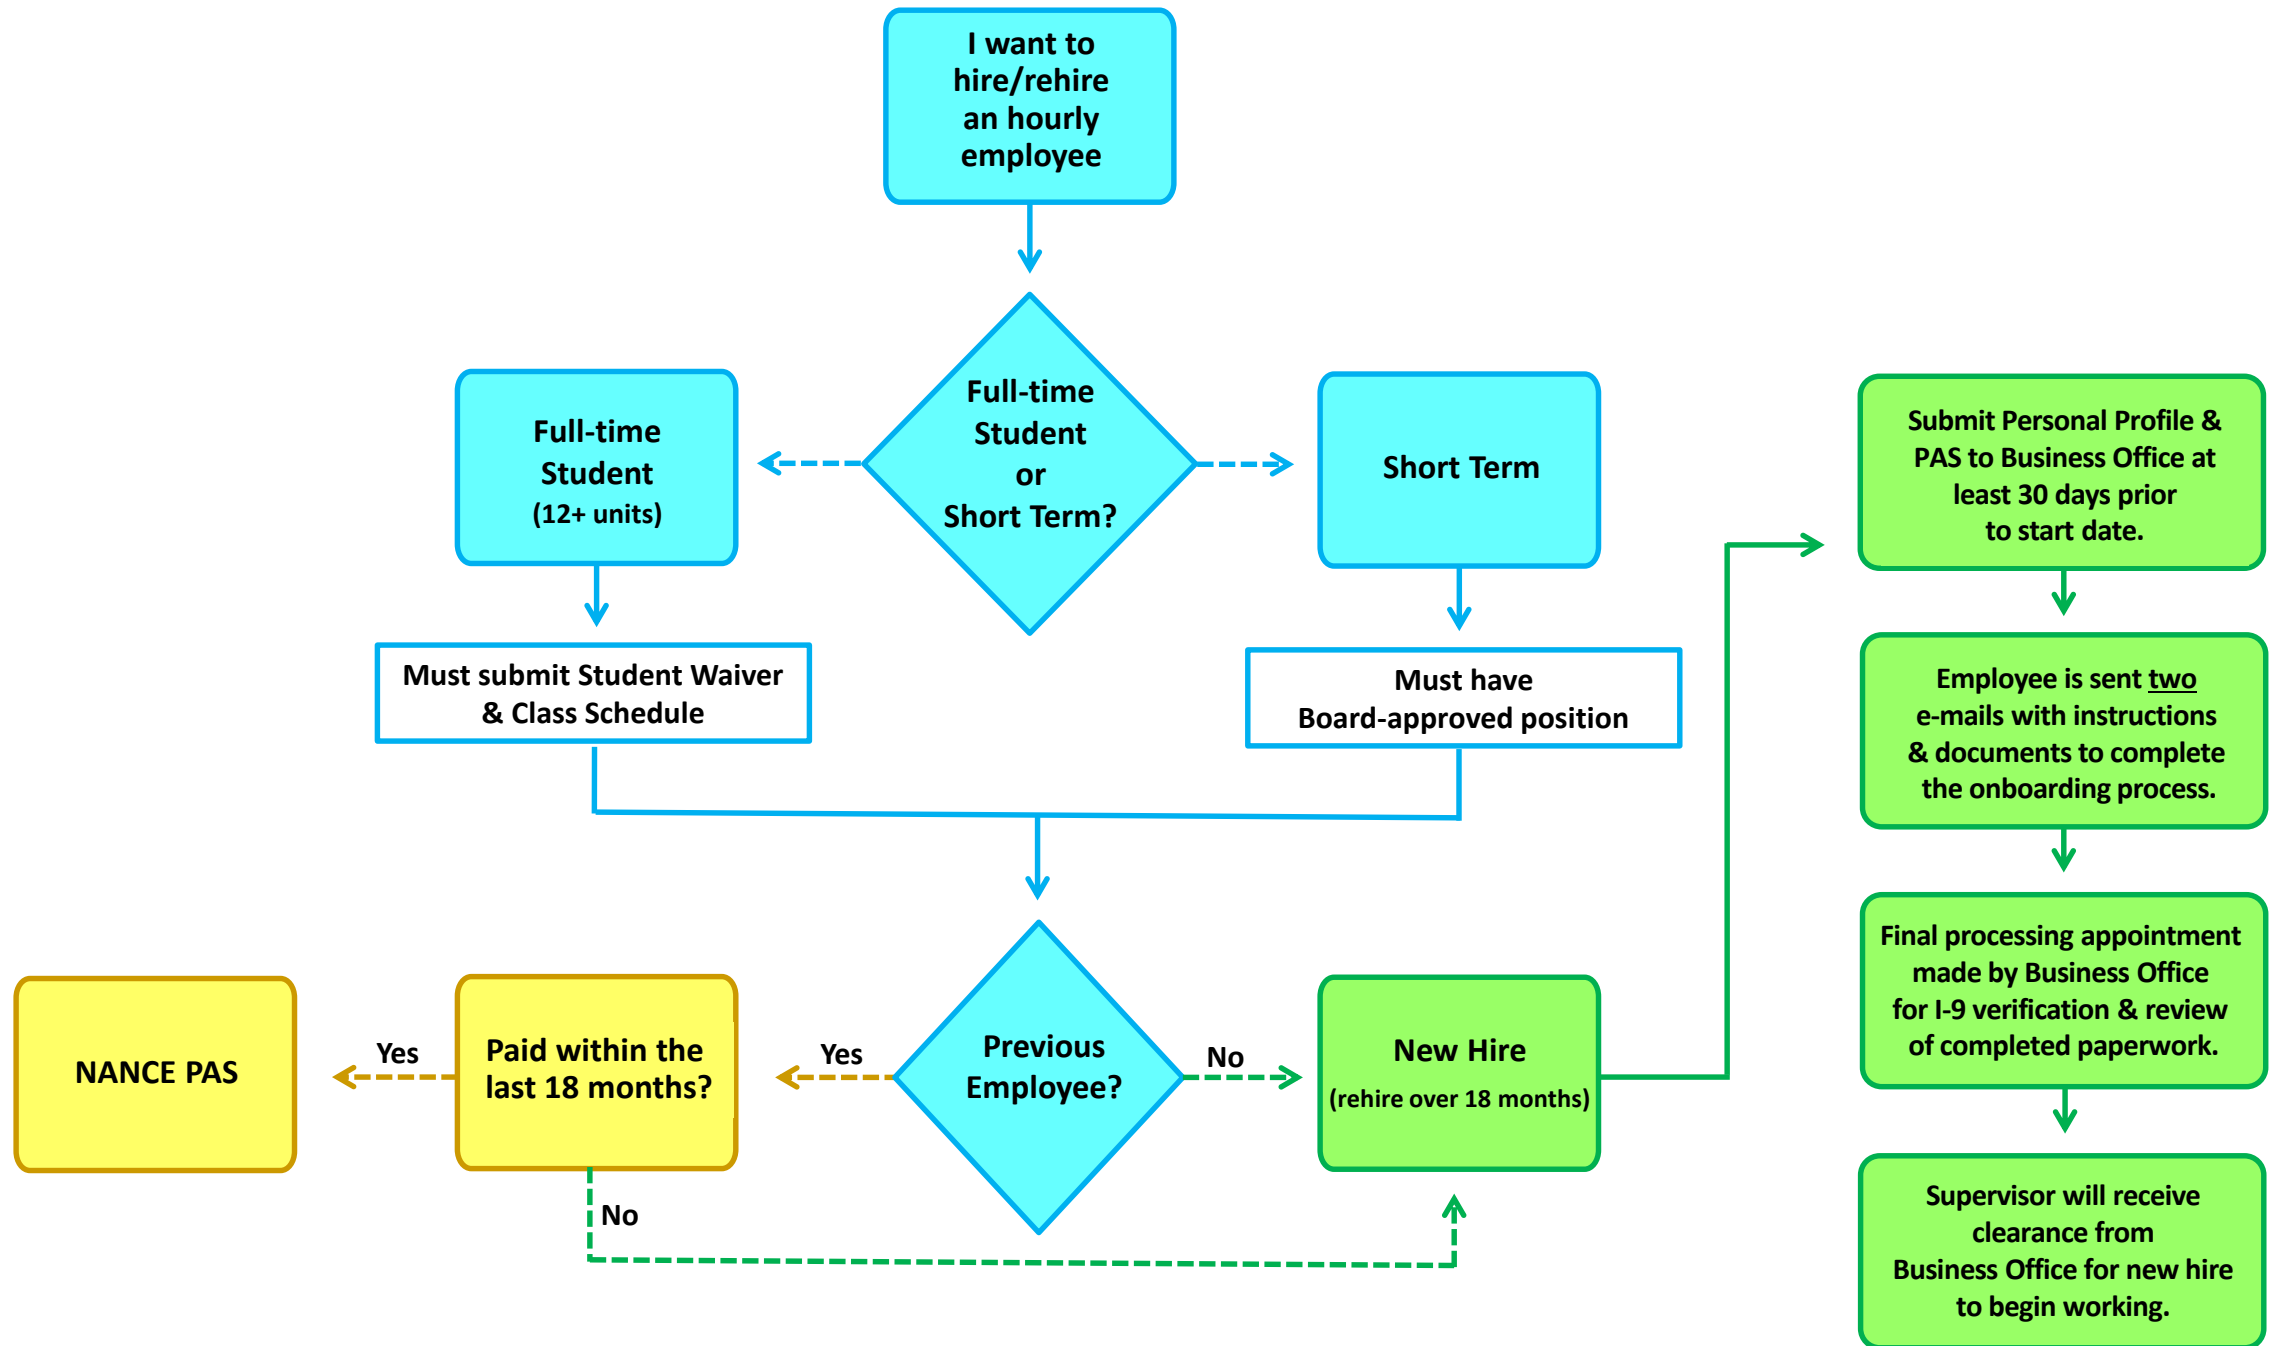 I want to
hire/rehire
an hourly
employee
Full-time
Student
or
Short Term?
Full-time
Student
(12+ units)
Short Term
Must submit Student Waiver
& Class Schedule
Must have
Board-approved position
Previous
Employee?
Yes
No
Paid within the
last 18 months?
Yes
No
NANCE PAS
New Hire
(rehire over 18 months)
Submit Personal Profile &
PAS to Business Office at
least 30 days prior
to start date.
Employee is sent two
e-mails with instructions
& documents to complete
the onboarding process.
Final processing appointment
made by Business Office
for I-9 verification & review
of completed paperwork.
Supervisor will receive
clearance from
Business Office for new hire
to begin working.